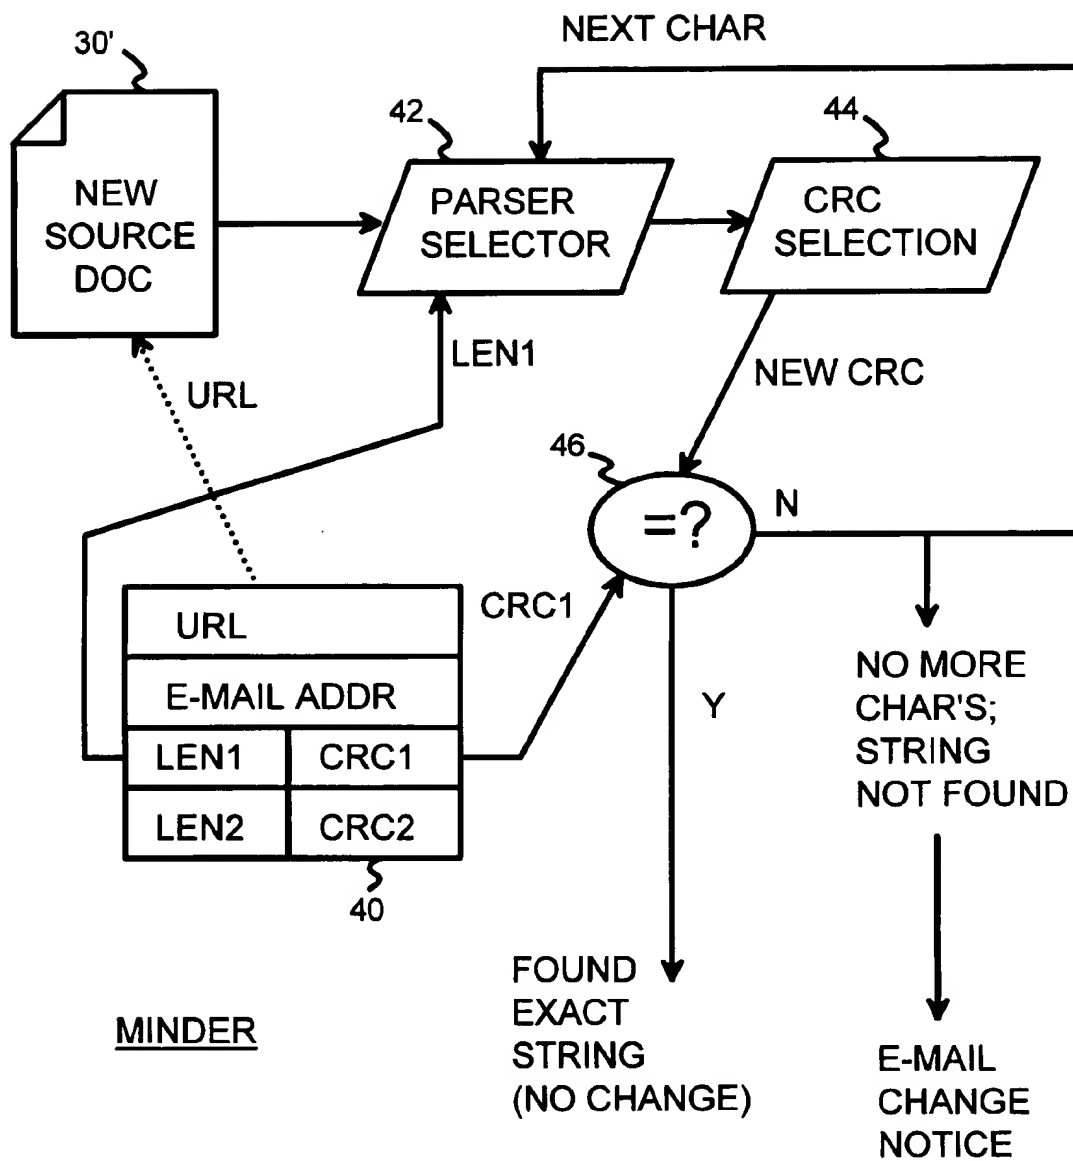 NEXT CHAR
30'
42
44
NEW
SOURCE
DOC
PARSER
SELECTOR
CRC
SELECTION
LEN1
URL
NEW CRC
46
=?
N
CRC1
URL
E-MAIL ADDR
LEN1 CRC1
LEN2 CRC2
40
Y
NO MORE
CHAR'S;
STRING
NOT FOUND
FOUND
EXACT
STRING
(NO CHANGE)
E-MAIL
CHANGE
NOTICE
MINDER